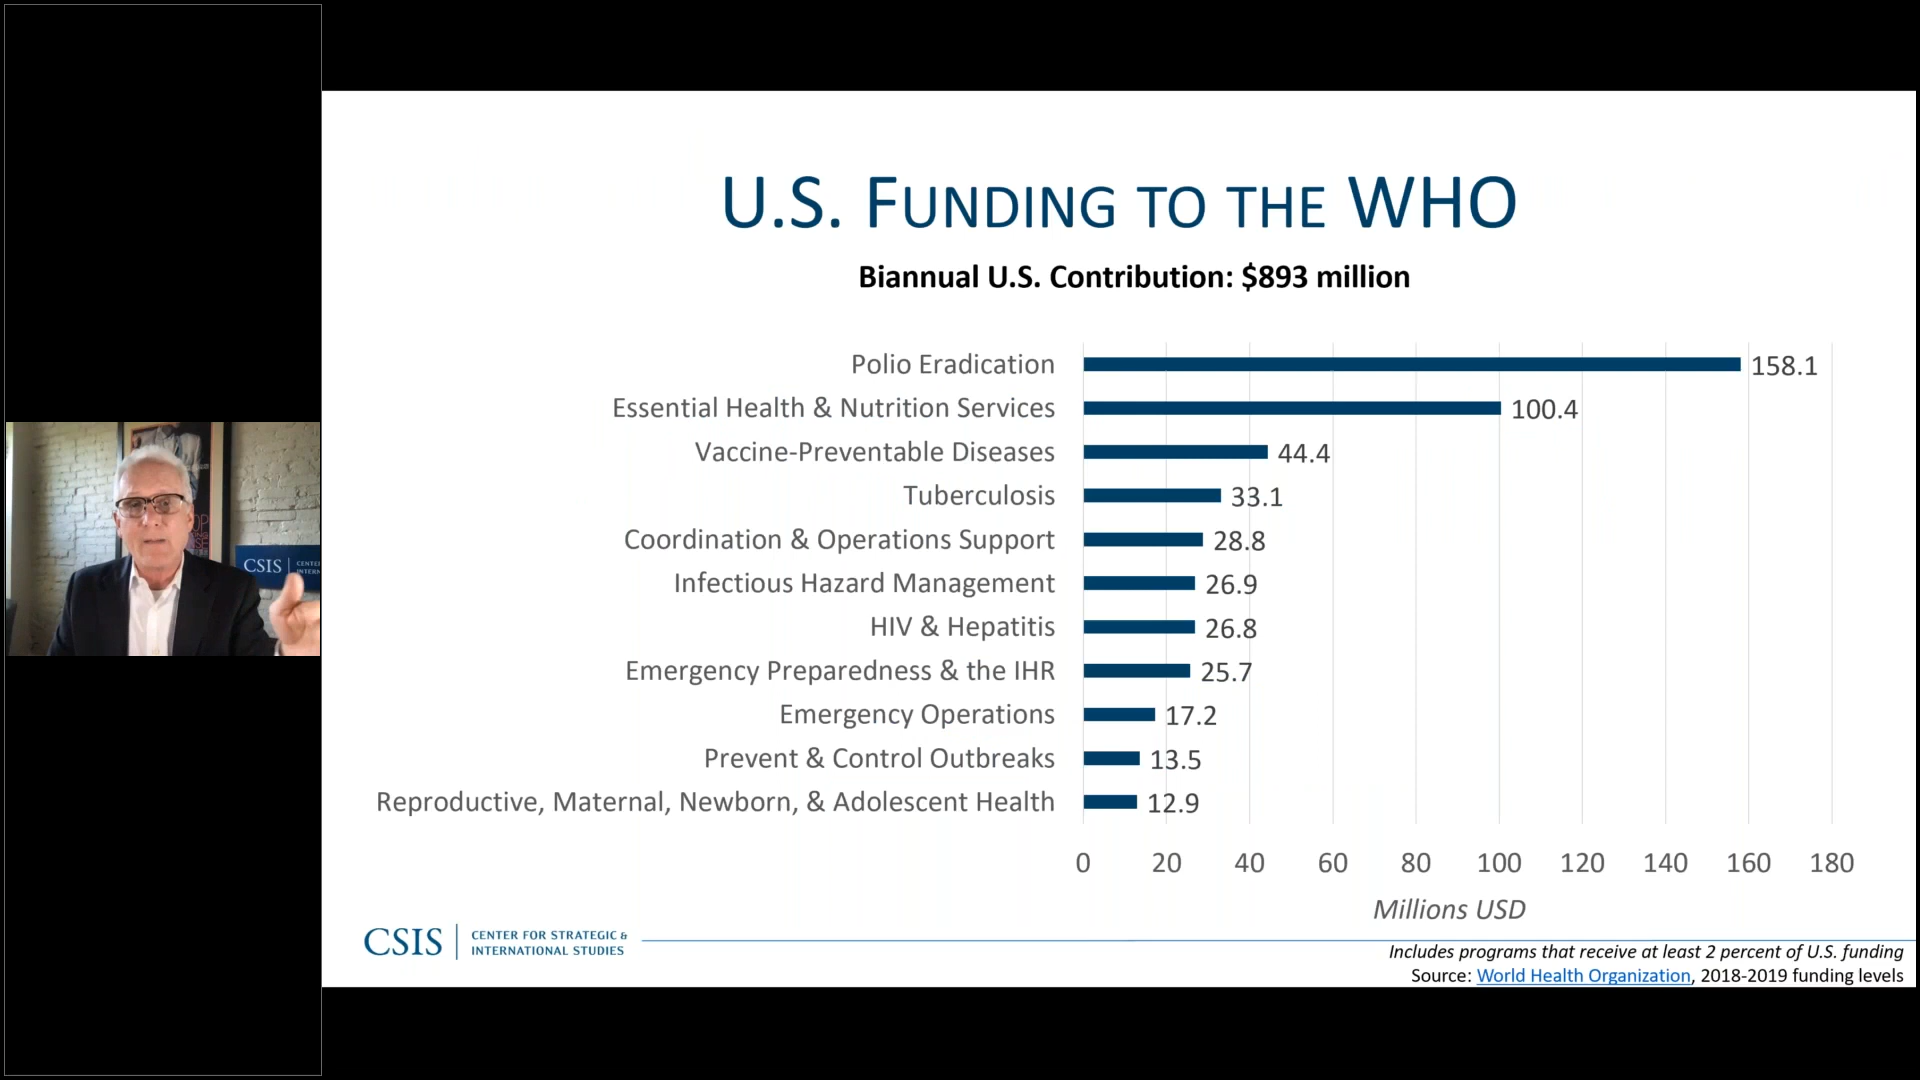 U.S. FUNDING TO THE WHO
Biannual U.S. Contribution: $893 million
Polio Eradication 158.1
Essential Health & Nutrition Services 100.4
Vaccine-Preventable Diseases 44.4
Tuberculosis 33.1
Coordination & Operations Support 28.8
Infectious Hazard Management 26.9
HIV & Hepatitis 26.8
Emergency Preparedness & the IHR 25.7
Emergency Operations 17.2
Prevent & Control Outbreaks 13.5
Reproductive, Maternal, Newborn, & Adolescent Health 12.9
0 20 40 60 80 100 120 140 160 180
Millions USD
CSIS
CENTER FOR STRATEGIC &
INTERNATIONAL STUDIES
Includes programs that receive at least 2 percent of U.S. funding
Source: World Health Organization, 2018-2019 funding levels
CSIS